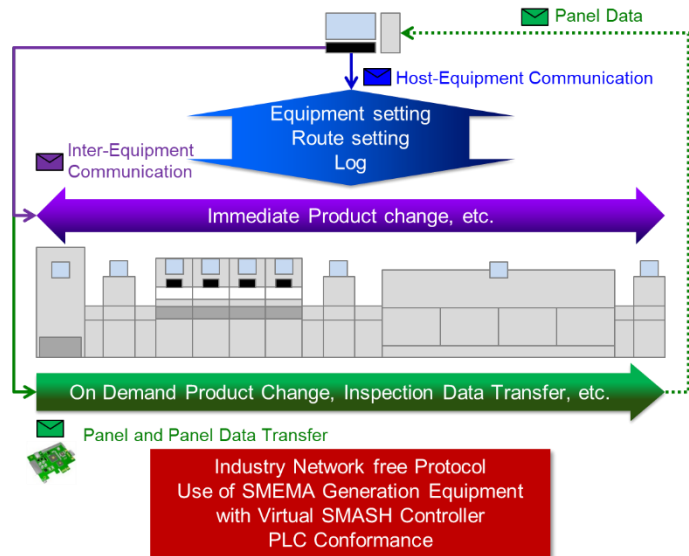 Panel Data
Host-Equipment Communication
Equipment setting
Route setting
Log
Inter-Equipment
Communication
Immediate Product change, etc.
On Demand Product Change, Inspection Data Transfer, etc.
Panel and Panel Data Transfer
Industry Network free Protocol
Use of SMEMA Generation Equipment
with Virtual SMASH Controller
PLC Conformance